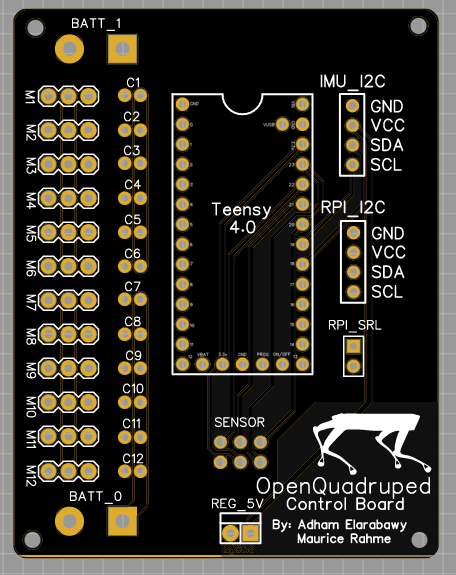 BATT_1
M1
M2
M3
M4
M5
M6
M7
M8
M9
M10
M11
M12
C1
C2
C3
C4
C5
C6
C7
C8
C9
C10
C11
C12
BATT_0
GND
VUSB
Teensy
4.0
VBAT
3.3v
GND
PROG
ON/OFF
IMU_I2C
GND
VCC
SDA
SCL
RPI_I2C
GND
VCC
SDA
SCL
RPI_SRL
SENSOR
REG_5V
OpenQuadruped
Control Board
By: Adham Elarabawy
Maurice Rahme